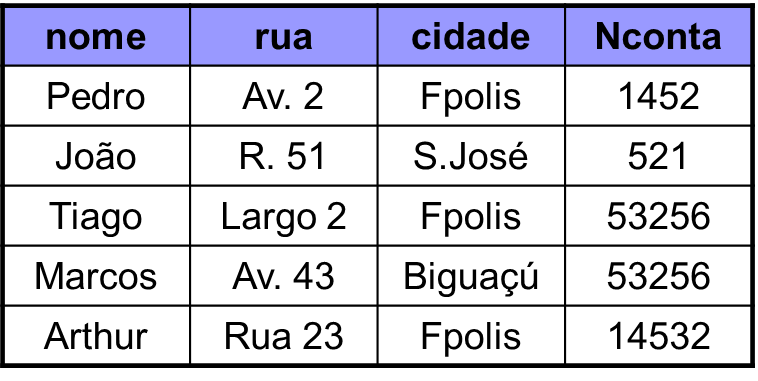 nome rua cidade Nconta
Pedro Av. 2 Fpolis 1452
João R. 51 S.José 521
Tiago Largo 2 Fpolis 53256
Marcos Av. 43 Biguaçú 53256
Arthur Rua 23 Fpolis 14532